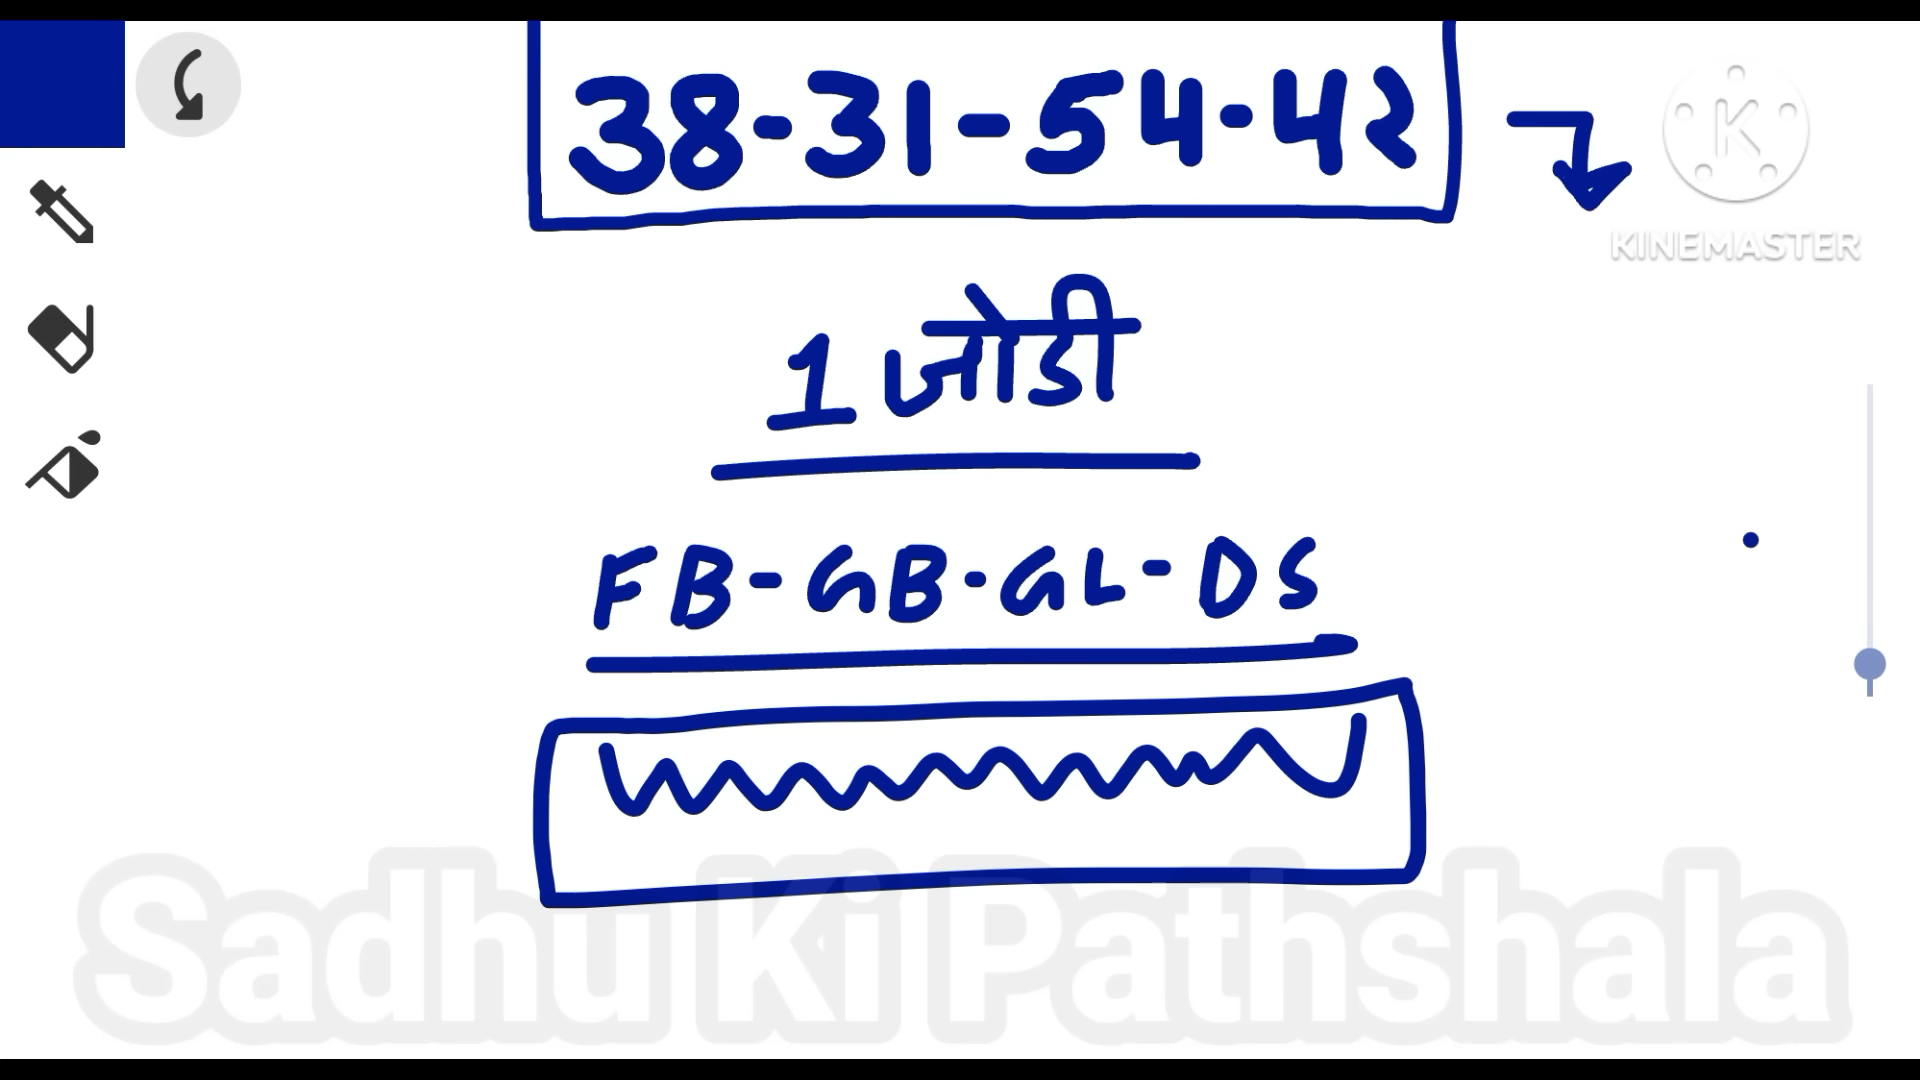 38-31-54-42
K
KINEMASTER
1 जोडी
FB-GB-GL-DS
Sadhu Ki Pathshala